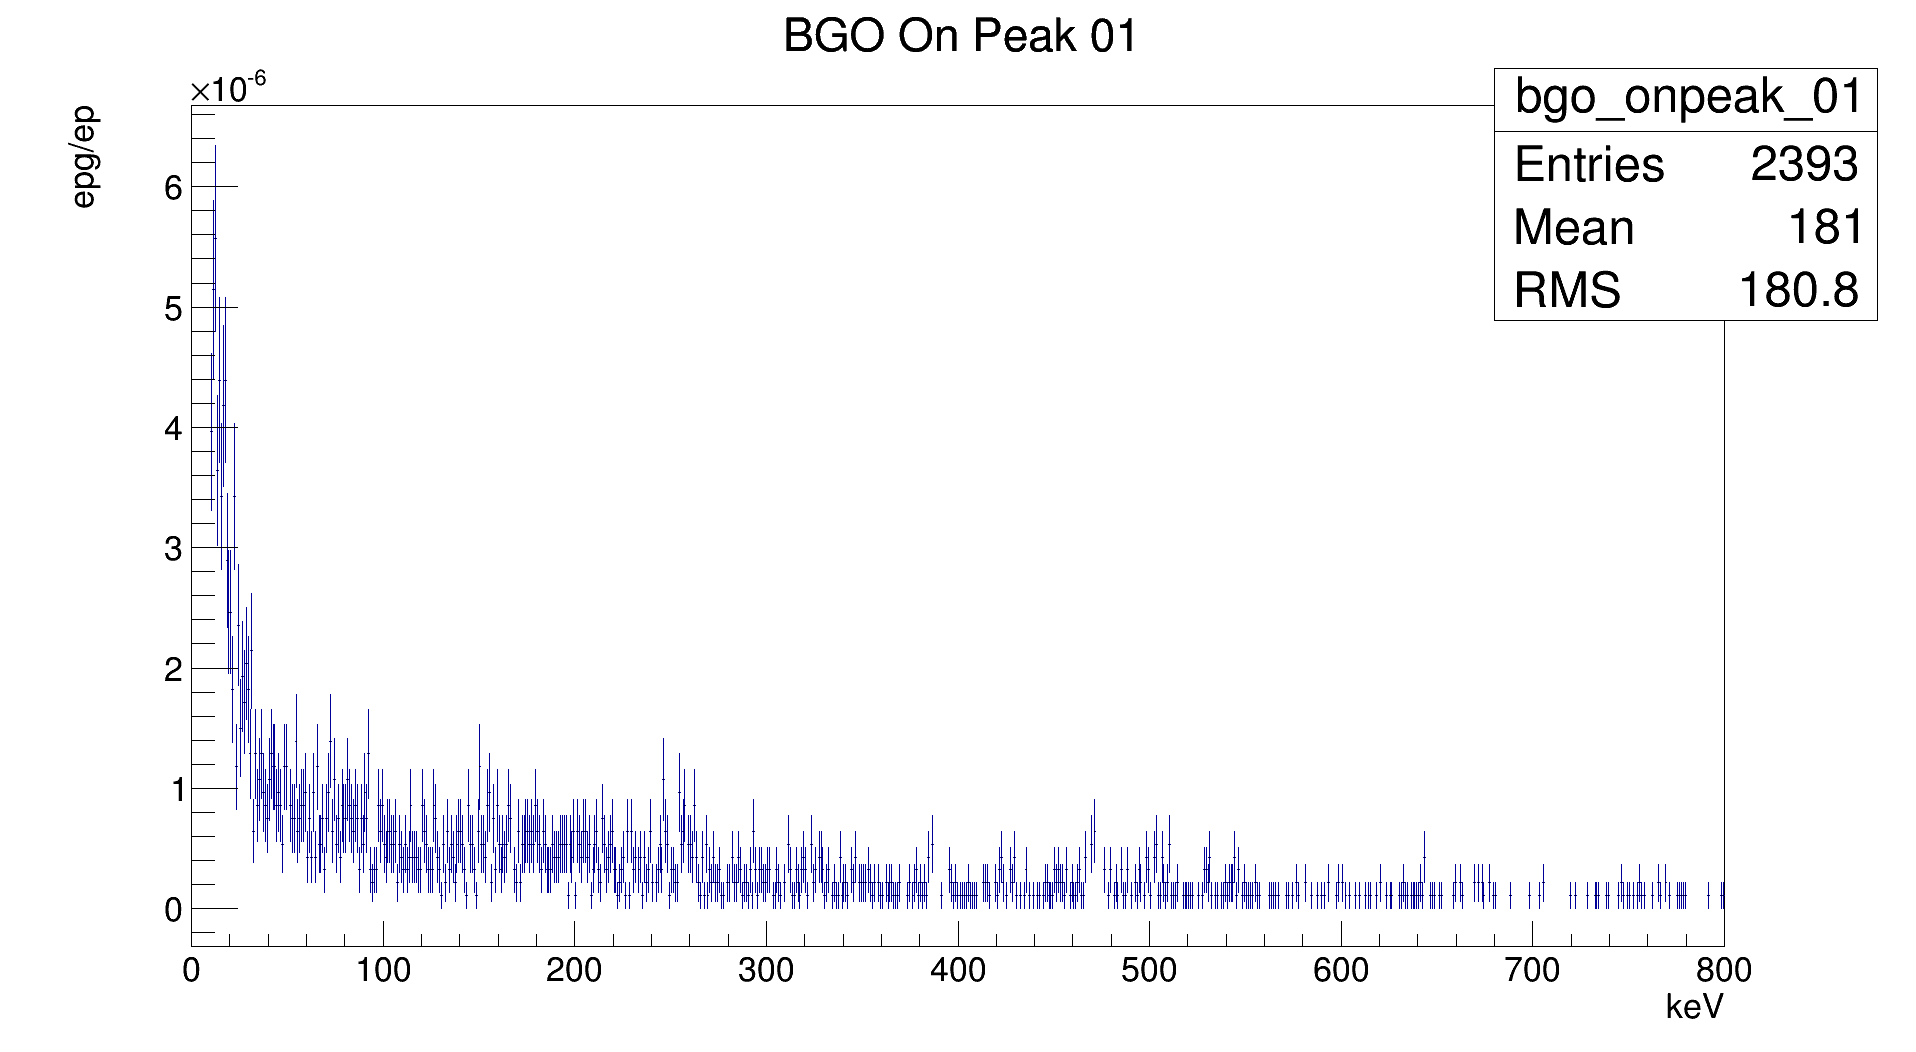 BGO On Peak 01
×10-6
epg/ep
bgo_onpeak_01
Entries 2393
Mean 181
RMS 180.8
6
5
4
3
2
1
0
0 100 200 300 400 500 600 700 800
keV